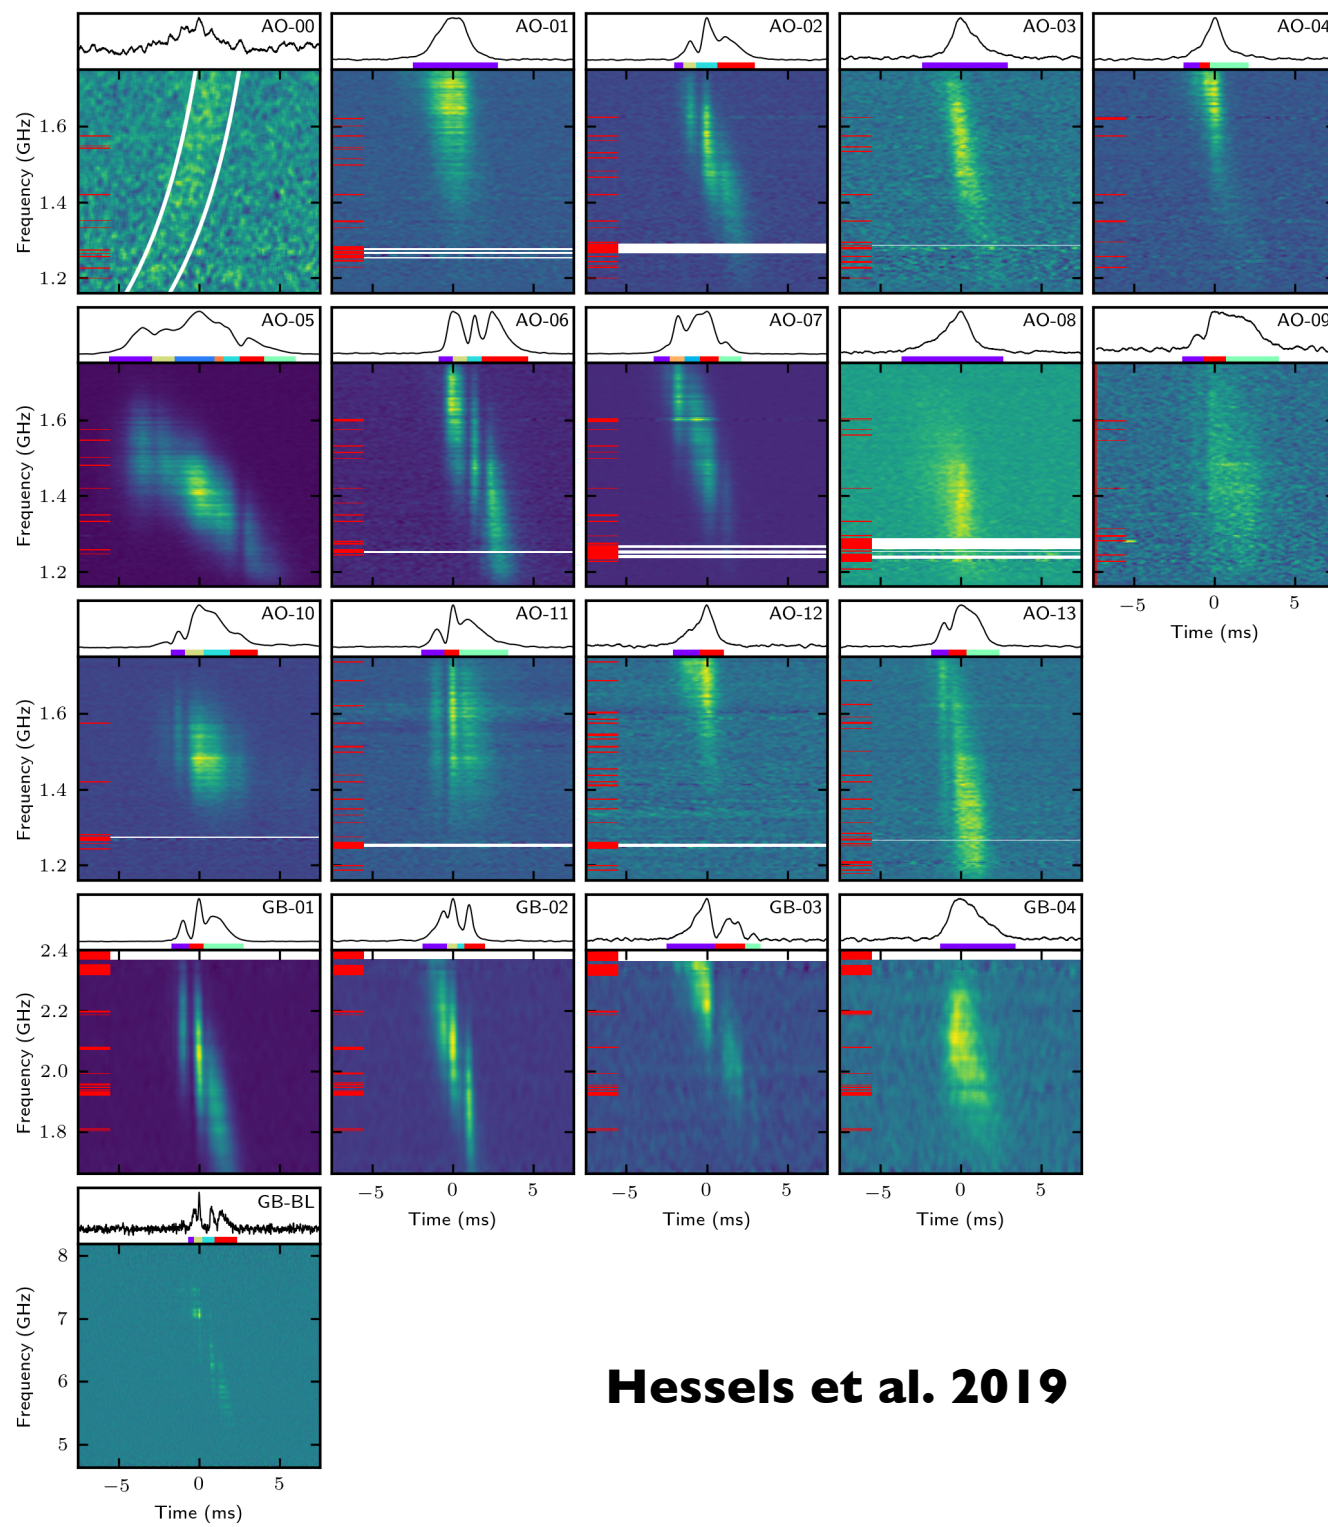 AO-00 AO-01 AO-02 AO-03 AO-04
Frequency (GHz)
1.6
1.4
1.2
AO-05 AO-06 AO-07 AO-08 AO-09
Frequency (GHz)
1.6
1.4
1.2
−5 0 5
Time (ms)
AO-10 AO-11 AO-12 AO-13
Frequency (GHz)
1.6
1.4
1.2
GB-01 GB-02 GB-03 GB-04
Frequency (GHz)
2.4
2.2
2.0
1.8
−5 0 5 −5 0 5 −5 0 5
Time (ms) Time (ms) Time (ms)
GB-BL
Frequency (GHz)
8
7
6
5
−5 0 5
Time (ms)
Hessels et al. 2019